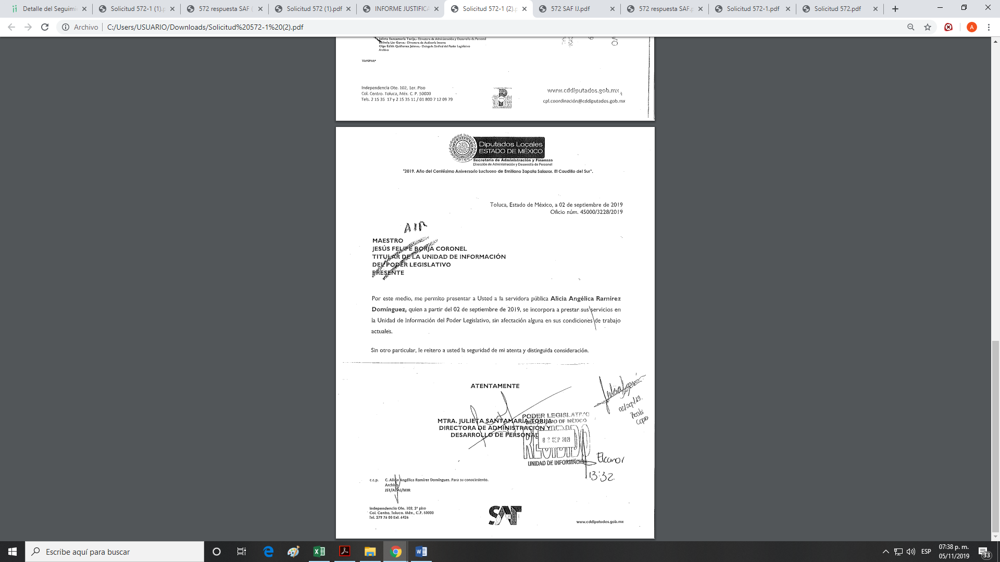 Detalle del Seguimi
Solicitud 572-1 (1).p
572 respuesta SAF (
Solicitud 572 (1).pdf
INFORME JUSTIFICA
Solicitud 572-1 (2).p
572 SAF IJ.pdf
572 respuesta SAF.p
Solicitud 572-1.pdf
Solicitud 572.pdf
Archivo
C:/Users/USUARIO/Downloads/Solicitud%20572-1%20(2).pdf
A
Julieta Santamaría Torija.- Directora de Administración y Desarrollo de Personal
Esthela Lio Garza.- Directora de Auditoría Interna
Olga Edith Quiñones Jaimes.- Delegada Sindical del Poder Legislativo
Archivo
VAM/PAR*
Independencia Ote. 102, 1er. Piso
Col. Centro. Toluca, Méx. C. P. 50000
Tels. 2 15 35 17 y 2 15 35 11 / 01 800 7 12 09 79
www.cddiputados.gob.mx
cpl.coordinación@cddiputados.gob.mx
Diputados Locales
ESTADO DE MÉXICO
Secretaría de Administración y Finanzas
Dirección de Administración y Desarrollo de Personal
"2019. Año del Centésimo Aniversario Luctuoso de Emiliano Zapata Salazar. El Caudillo del Sur".
Toluca, Estado de México, a 02 de septiembre de 2019
Oficio núm. 45000/3228/2019
MAESTRO
JESÚS FELIPE BORJA CORONEL
TITULAR DE LA UNIDAD DE INFORMACIÓN
DEL PODER LEGISLATIVO
PRESENTE
Por este medio, me permito presentar a Usted a la servidora pública Alicia Angélica Ramírez
Domínguez, quien a partir del 02 de septiembre de 2019, se incorpora a prestar sus servicios en
la Unidad de Información del Poder Legislativo, sin afectación alguna en sus condiciones de trabajo
actuales.
Sin otro particular, le reitero a usted la seguridad de mi atenta y distinguida consideración.
ATENTAMENTE
MTRA. JULIETA SANTAMARÍA TORIJA
DIRECTORA DE ADMINISTRACIÓN Y
DESARROLLO DE PERSONAL
PODER LEGISLATIVO
DEL ESTADO DE MÉXICO
RECIBIDO
02 SEP 2019
UNIDAD DE INFORMACIÓN
02/sep/19.
Recibi
Copia
Eleanor
13:32
c.c.p. C. Alicia Angélica Ramírez Domínguez. Para su conocimiento.
Archivo
JST/ADAJ/MJR
Independencia Ote. 102, 2º piso
Col. Centro. Toluca. Méx., C.P. 50000
Tel. 279 76 00 Ext. 6426
SAF
www.cddiputados.gob.mx
Escribe aquí para buscar
ESP
07:38 p. m.
05/11/2019
33